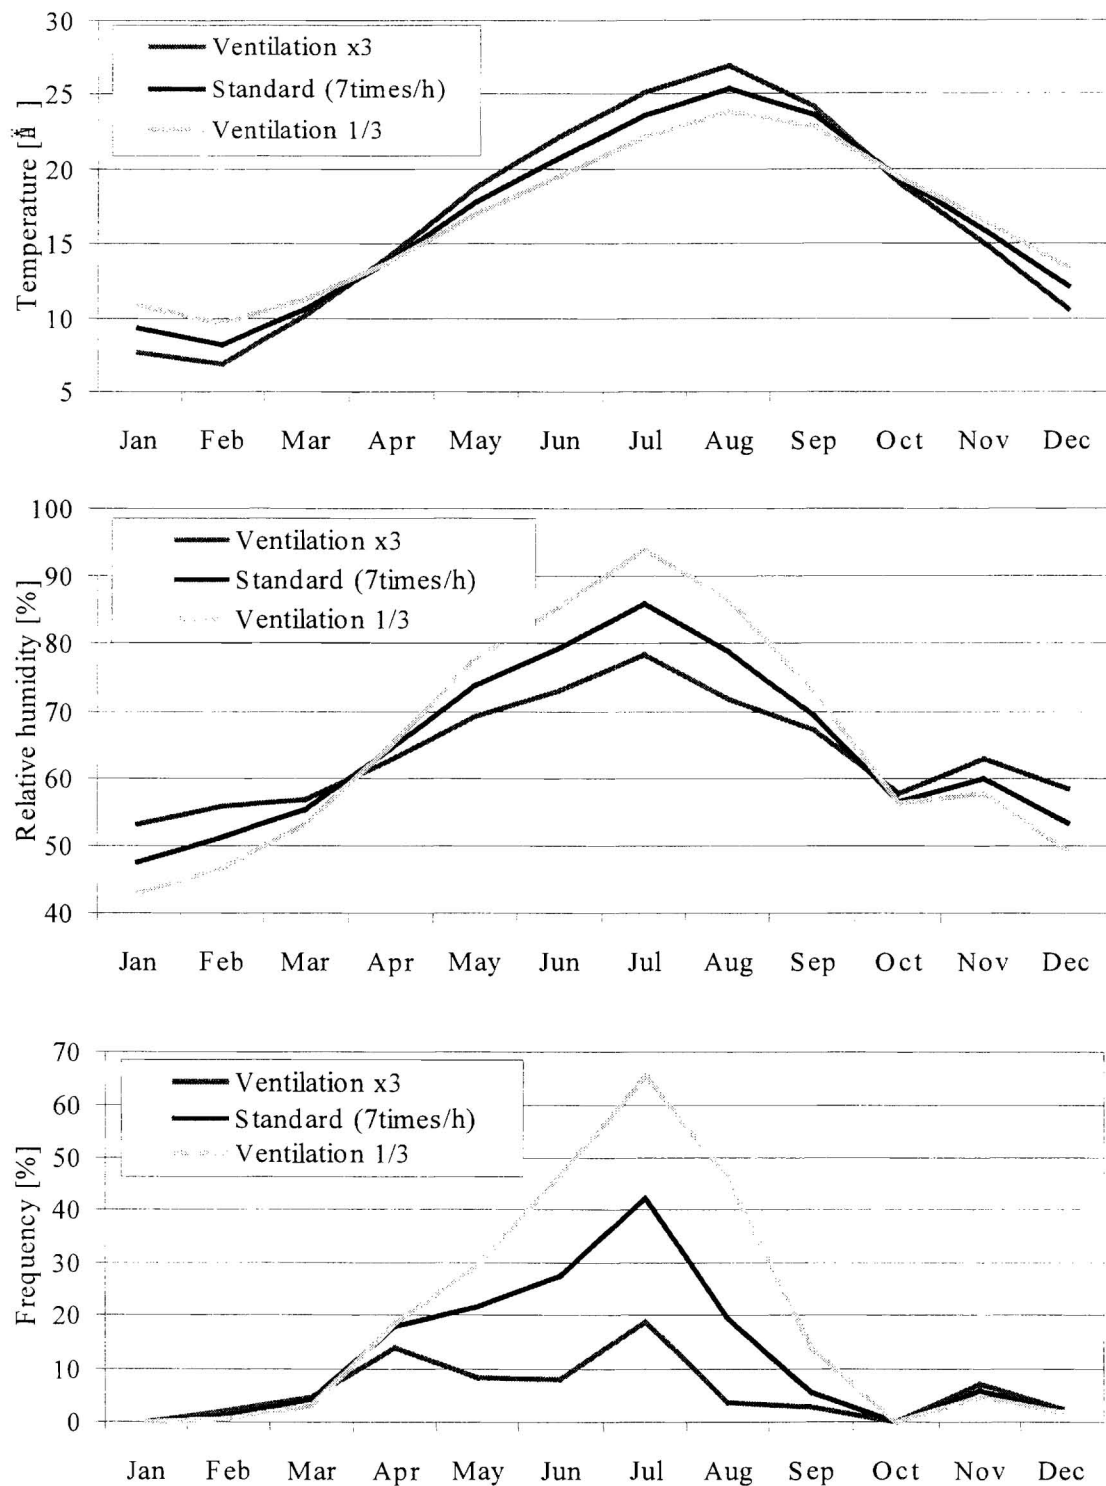 30
25
20
15
10
5
Temperature [
Ventilation x3
Standard (7times/h)
Ventilation 1/3
Jan Feb Mar Apr May Jun Jul Aug Sep Oct Nov Dec
100
90
80
70
60
50
40
Relative humidity [%]
Ventilation x3
Standard (7times/h)
Ventilation 1/3
Jan Feb Mar Apr May Jun Jul Aug Sep Oct Nov Dec
70
60
50
40
30
20
10
0
Frequency [%]
Ventilation x3
Standard (7times/h)
Ventilation 1/3
Jan Feb Mar Apr May Jun Jul Aug Sep Oct Nov Dec